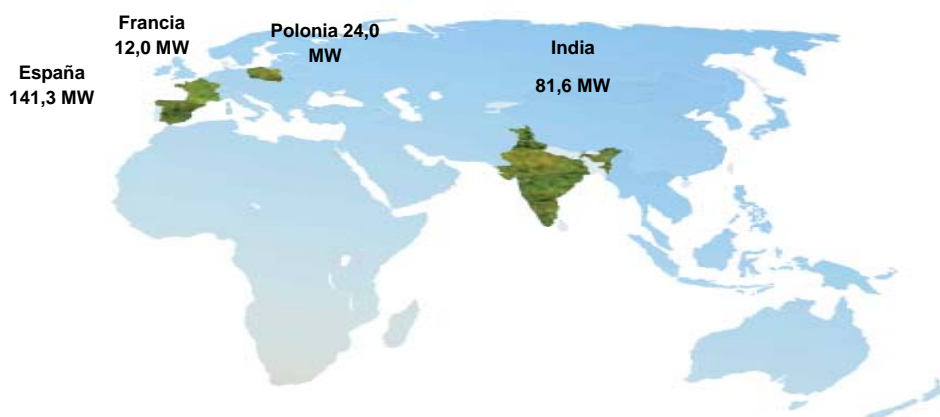 Francia
12,0 MW
Polonia 24,0
MW
India
81,6 MW
España
141,3 MW